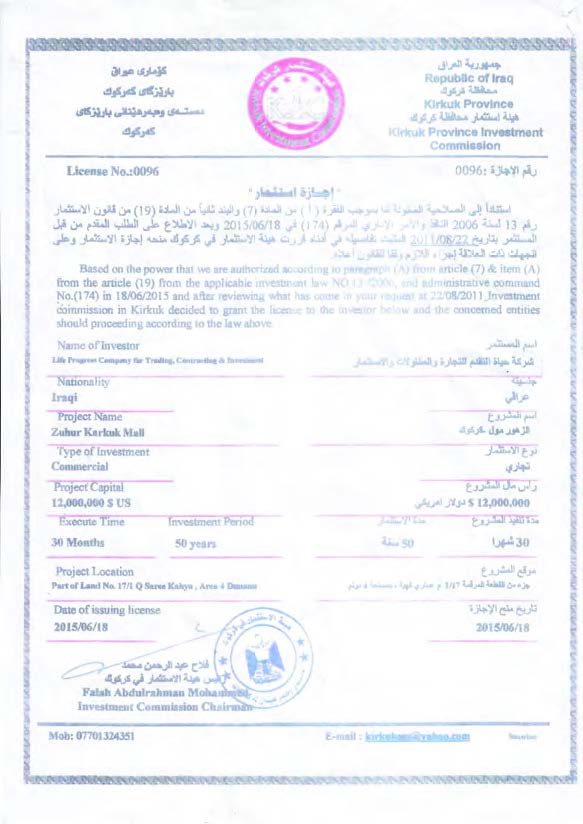 كۆماری عیراق
پارێزگای کەرکوک
دەستەی وەبەرهێنانی پارێزگای
کەرکوک
جمهورية العراق
Republic of Iraq
محافظة كركوك
Kirkuk Province
هيئة إستثمار محافظة كركوك
Kirkuk Province Investment
Commission
License No.:0096
رقم الإجازة :0096
" إجازة استثمار "
استناداً إلى الصلاحية المخولة لنا بموجب الفقرة ( أ ) من المادة (7) والبند ثانياً من المادة (19) من قانون الاستثمار
رقم 13 لسنة 2006 النافذ والأمر الإداري المرقم (174) في 2015/06/18 وبعد الاطلاع على الطلب المقدم من قبل
المستثمر بتاريخ 2011/08/22 المثبت تفاصيله في أدناه قررت هيئة الاستثمار في كركوك منحه إجازة الاستثمار وعلى
الجهات ذات العلاقة إجراء اللازم وفقا للقانون أعلاه.
Based on the power that we are authorized according to paragraph (A) from article (7) & item (A)
from the article (19) from the applicable investment law NO.13 /2006, and administrative command
No.(174) in 18/06/2015 and after reviewing what has come in your request at 22/08/2011 Investment
commission in Kirkuk decided to grant the license to the investor below and the concerned entities
should proceeding according to the law above.
Name of Investor
اسم المستثمر
Life Progress Company for Trading, Contracting & Investment
شركة حياة التقدم للتجارة والمقاولات والاستثمار
Nationality
جنسيته
Iraqi
عراقي
Project Name
اسم المشروع
Zuhur Karkuk Mall
الزهور مول -كركوك
Type of Investment
نوع الاستثمار
Commercial
تجاري
Project Capital
رأس مال المشروع
12,000,000 $ US
12,000,000 $ دولار امريكي
Execute Time
Investment Period
مدة الاستثمار
مدة تنفيذ المشروع
30 Months
50 years
50 سنة
30 شهرا
Project Location
موقع المشروع
Part of Land No. 17/1 Q Saree Kahya , Area 4 Dunams
جزء من القطعة المرقمة 1/17 م صاري كهية ، بمساحة 4 دونم
Date of issuing license
تاريخ منح الإجازة
2015/06/18
2015/06/18
فلاح عبد الرحمن محمد
رئيس هيئة الاستثمار في كركوك
Falah Abdulrahman Mohammed
Investment Commission Chairman
Mob: 07701324351